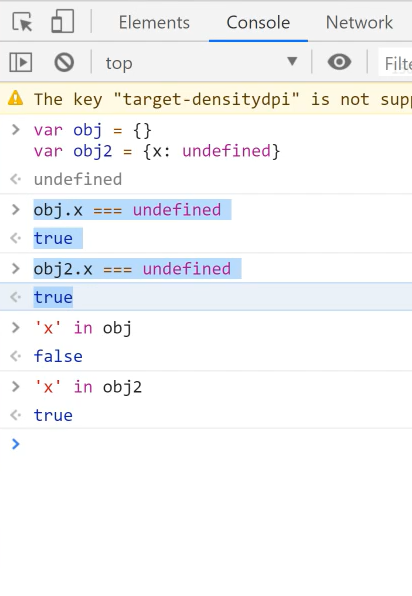 Elements Console Network
top Filte
The key "target-densitydpi" is not supp
var obj = {}
var obj2 = {x: undefined}
undefined
obj.x === undefined
true
obj2.x === undefined
true
'x' in obj
false
'x' in obj2
true